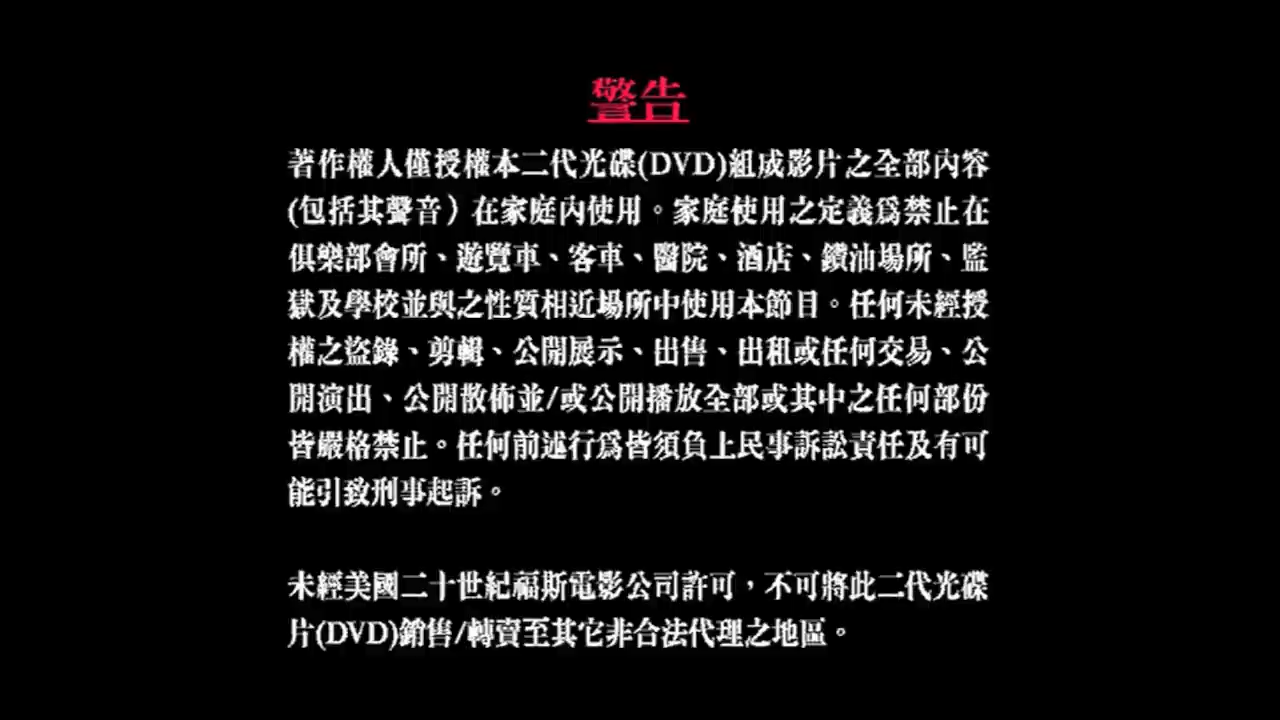 警告
著作權人僅授權本二代光碟(DVD)組成影片之全部內容
(包括其聲音）在家庭內使用。家庭使用之定義爲禁止在
俱樂部會所、遊覽車、客車、醫院、酒店、鑽油場所、監
獄及學校並與之性質相近場所中使用本節目。任何未經授
權之盜錄、剪輯、公開展示、出售、出租或任何交易、公
開演出、公開散佈並/或公開播放全部或其中之任何部份
皆嚴格禁止。任何前述行爲皆須負上民事訴訟責任及有可
能引致刑事起訴。
未經美國二十世紀福斯電影公司許可，不可將此二代光碟
片(DVD)銷售/轉賣至其它非合法代理之地區。